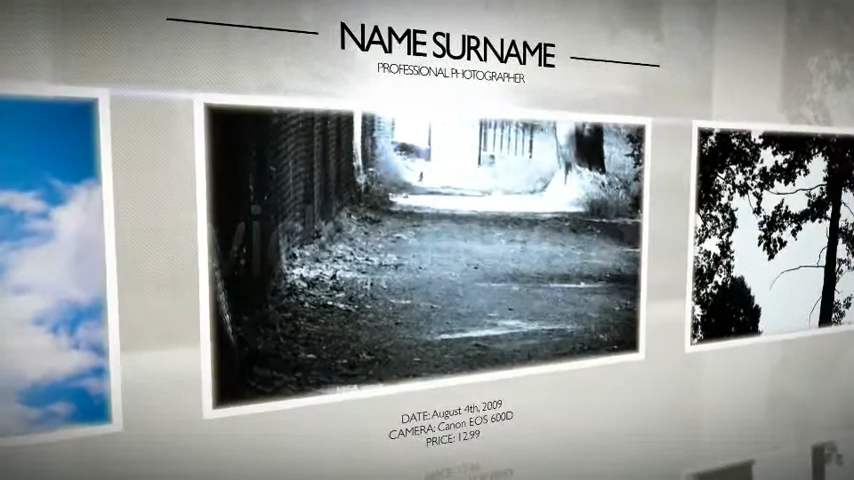 NAME SURNAME
PROFESSIONAL PHOTOGRAPHER
DATE: August 4th, 2009
CAMERA: Canon EOS 600D
PRICE: 12.99